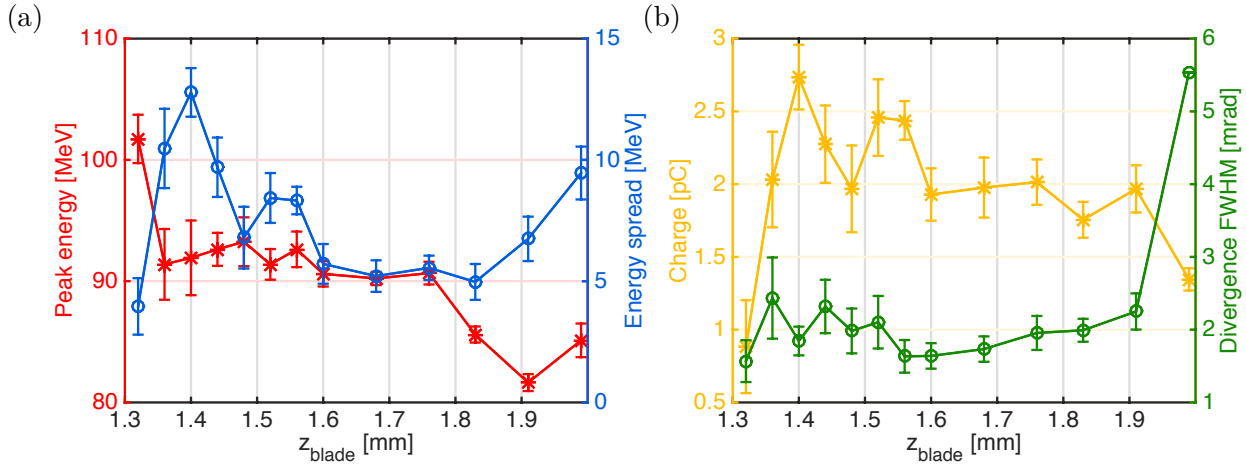 (a)
110
100
90
80
Peak energy [MeV]
15
10
5
0
Energy spread [MeV]
1.3 1.4 1.5 1.6 1.7 1.8 1.9
z_blade [mm]
(b)
3
2.5
2
1.5
1
0.5
Charge [pC]
6
5
4
3
2
1
Divergence FWHM [mrad]
1.3 1.4 1.5 1.6 1.7 1.8 1.9
z_blade [mm]